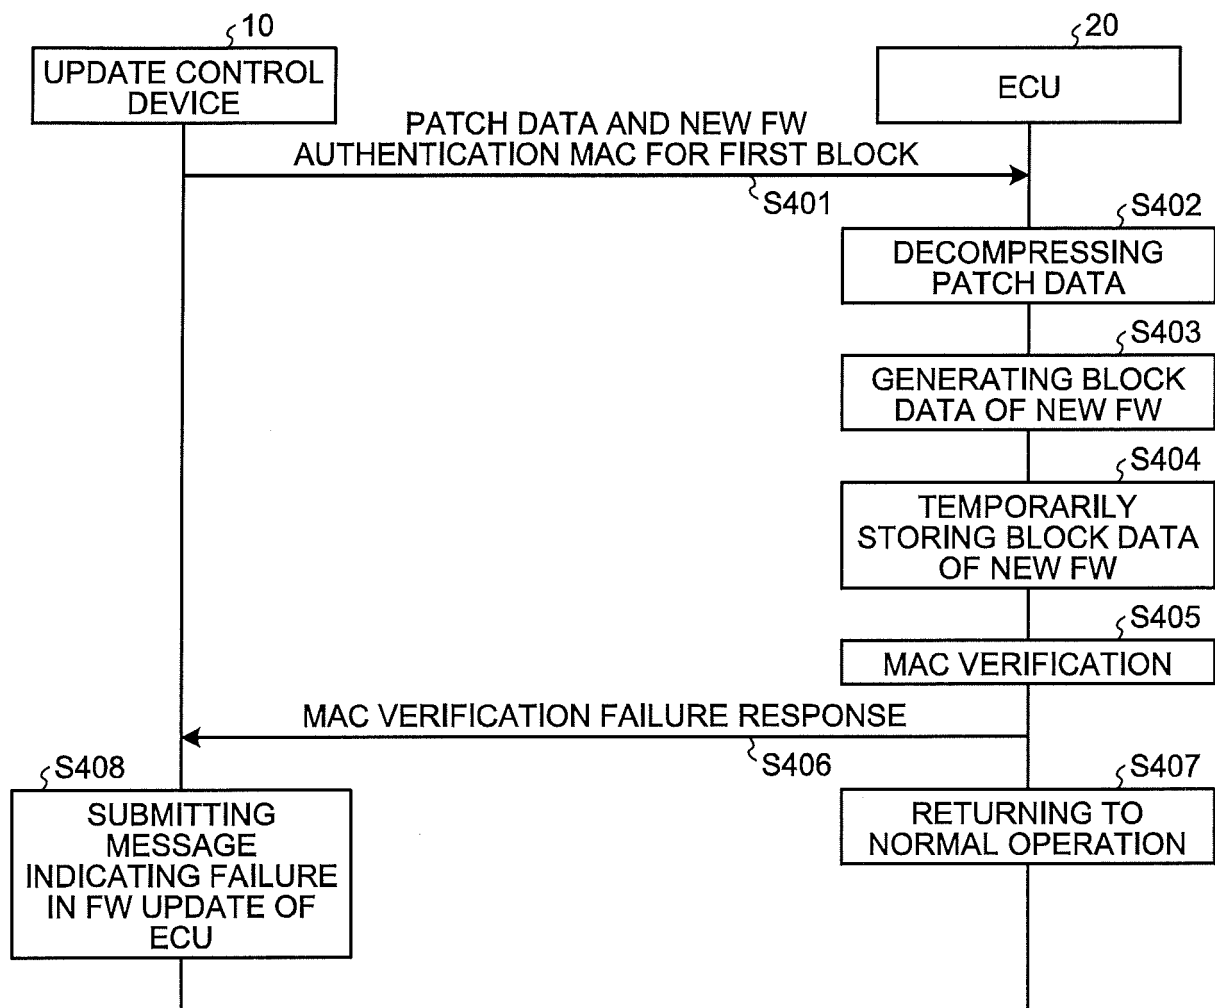 10
UPDATE CONTROL
DEVICE
20
ECU
PATCH DATA AND NEW FW
AUTHENTICATION MAC FOR FIRST BLOCK
S401
S402
DECOMPRESSING
PATCH DATA
S403
GENERATING BLOCK
DATA OF NEW FW
S404
TEMPORARILY
STORING BLOCK DATA
OF NEW FW
S405
MAC VERIFICATION
MAC VERIFICATION FAILURE RESPONSE
S406
S407
RETURNING TO
NORMAL OPERATION
S408
SUBMITTING
MESSAGE
INDICATING FAILURE
IN FW UPDATE OF
ECU